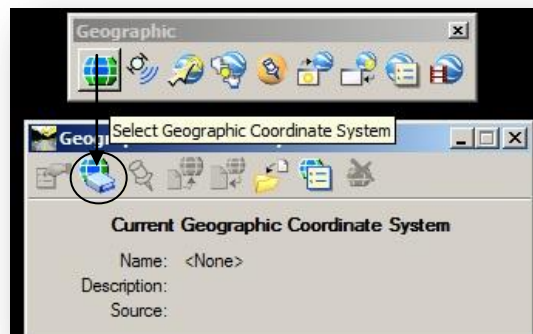 Geographic
Select Geographic Coordinate System
Geog
Current Geographic Coordinate System
Name: <None>
Description:
Source: